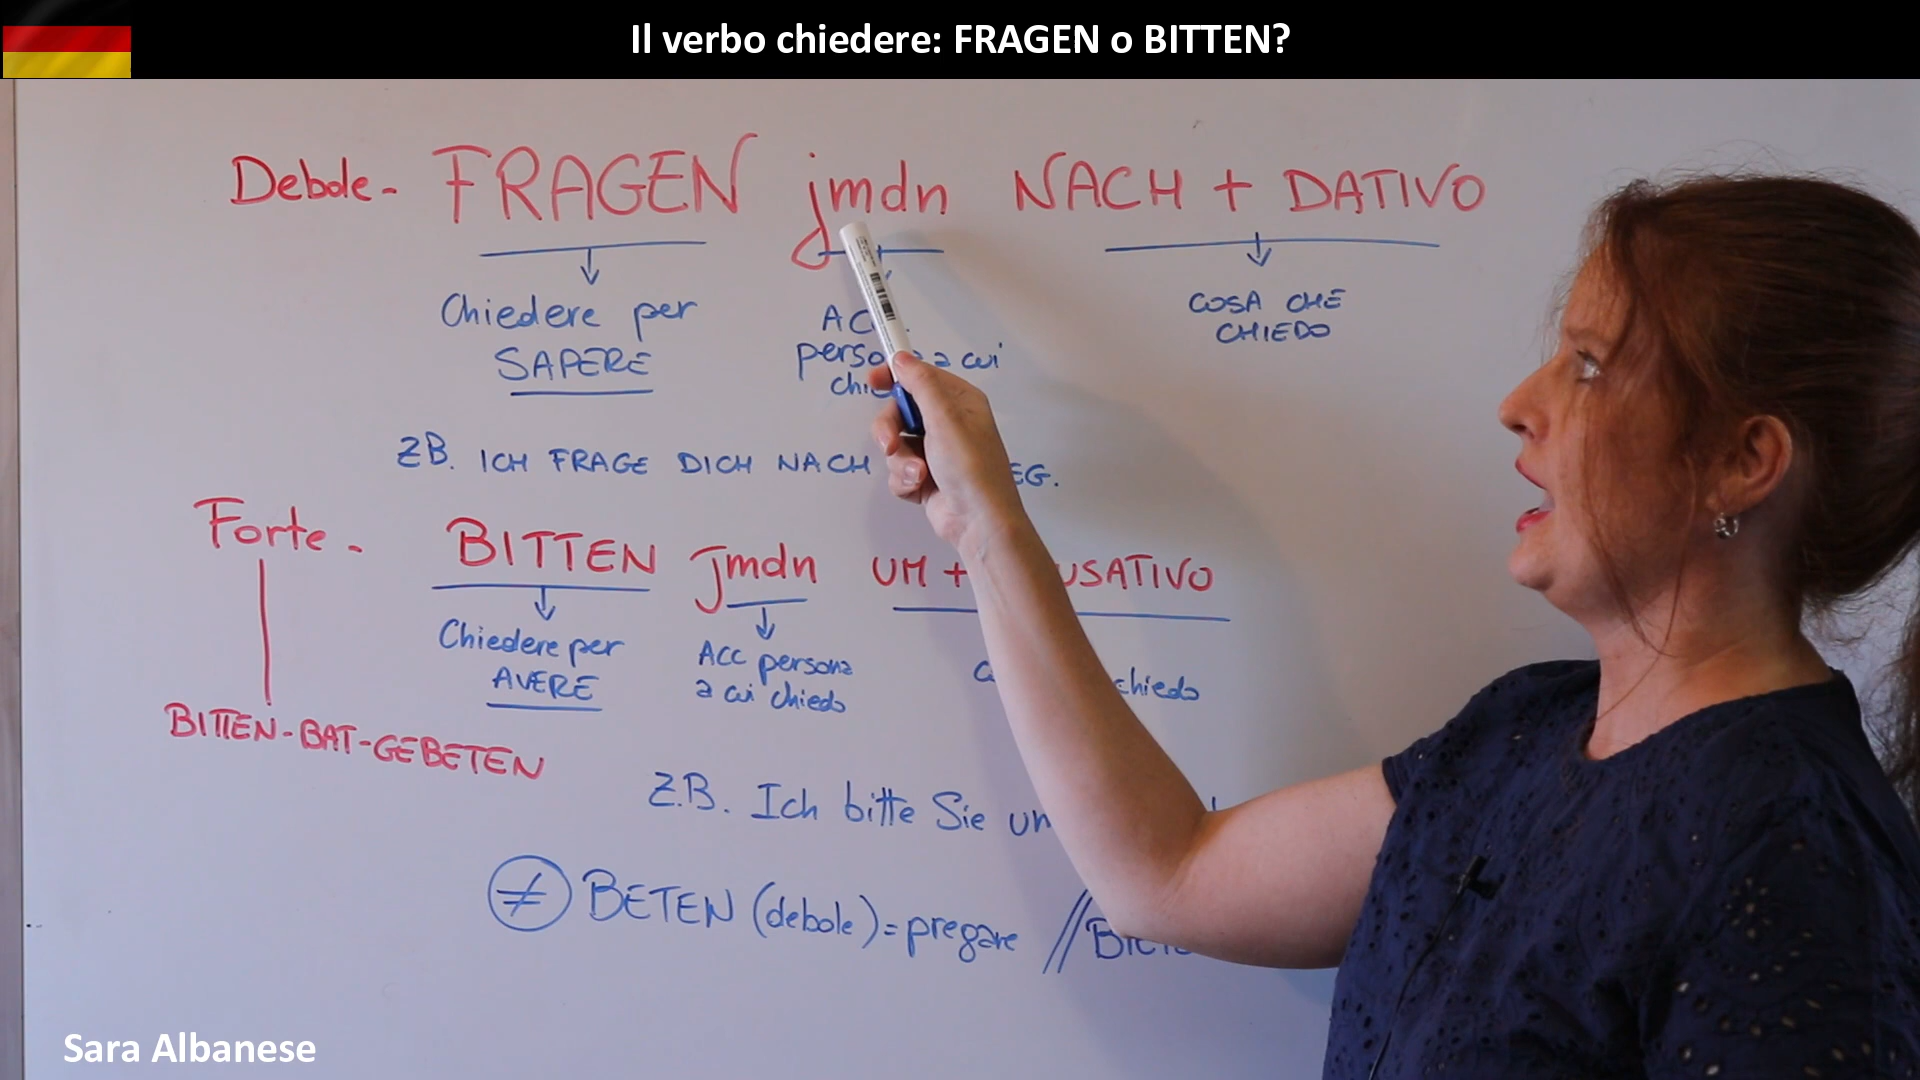 Il verbo chiedere: FRAGEN o BITTEN?
Debole - FRAGEN jmdn NACH + DATIVO
Chiedere per
SAPERE
persona a cui
COSA CHE
CHIEDO
ZB. ICH FRAGE DICH NACH
Forte - BITTEN Jmdn UM +
Chiedere per
AVERE
Acc persona
a cui chiedo
chiedo
BITTEN-BAT-GEBETEN
Z.B. Ich bitte Sie
≠ BETEN (debole) = pregare //
Sara Albanese